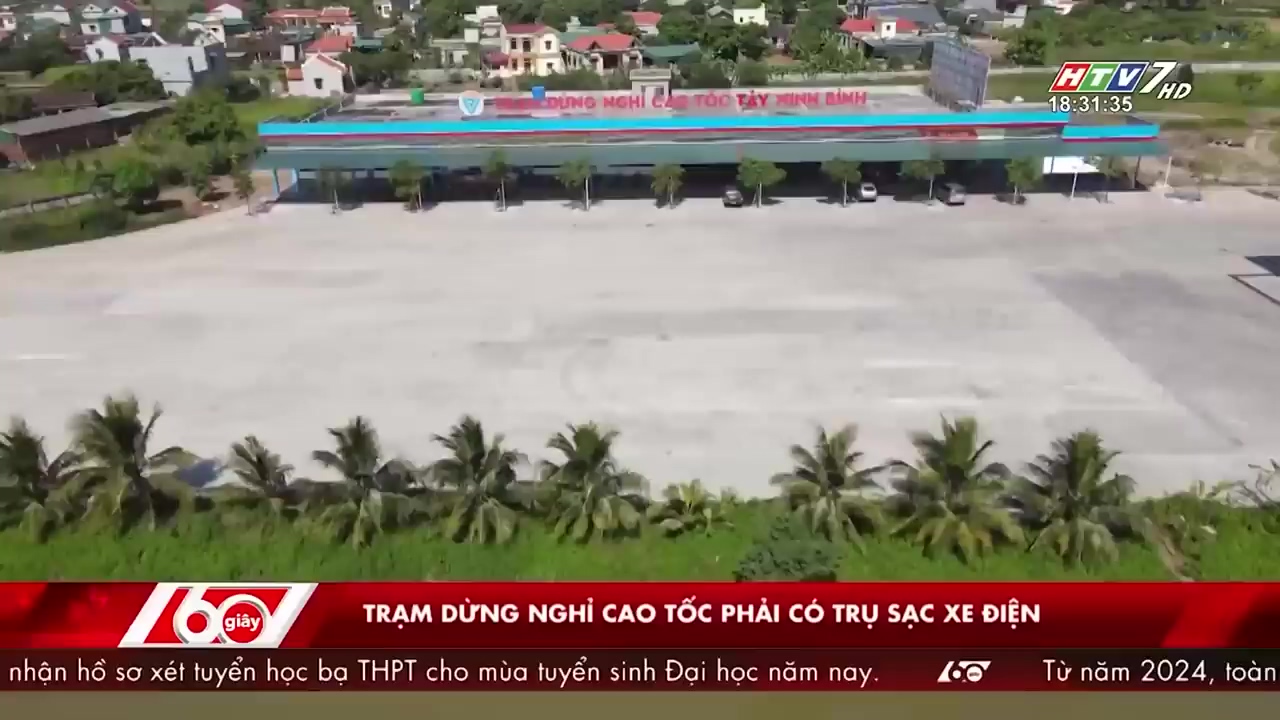 HTV7 HD
18:31:35
TRẠM DỪNG NGHỈ CAO TỐC TÂY NINH BÌNH
60 giây
TRẠM DỪNG NGHỈ CAO TỐC PHẢI CÓ TRỤ SẠC XE ĐIỆN
nhận hồ sơ xét tuyển học bạ THPT cho mùa tuyển sinh Đại học năm nay. 60 Từ năm 2024, toàn